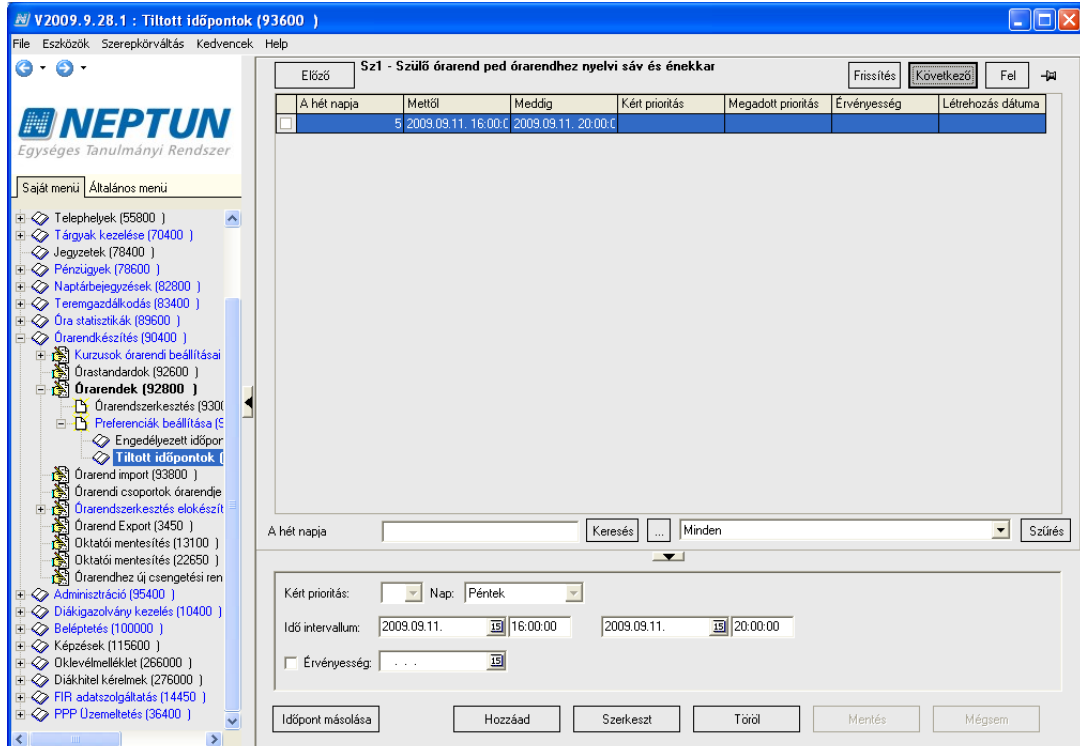 V2009.9.28.1 : Tiltott időpontok (93600 )
File Eszközök Szerepkörváltás Kedvencek Help
NEPTUN
Egységes Tanulmányi Rendszer
Saját menü Általános menü
Telephelyek (55800 )
Tárgyak kezelése (70400 )
Jegyzetek (78400 )
Pénzügyek (78600 )
Naptárbejegyzések (82800 )
Teremgazdálkodás (83400 )
Óra statisztikák (89600 )
Órarendkészítés (90400 )
Kurzusok órarendi beállításai
Órastandardok (92600 )
Órarendek (92800 )
Órarendszerkesztés (930
Preferenciák beállítása (9
Engedélyezett időpor
Tiltott időpontok (
Órarend import (93800 )
Órarendi csoportok órarendje
Órarendszerkesztés elokészít
Órarend Export (3450 )
Oktatói mentesítés (13100 )
Oktatói mentesítés (22650 )
Órarendhez új csengetési ren
Adminisztráció (95400 )
Diákigazolvány kezelés (10400 )
Beléptetés (100000 )
Képzések (115600 )
Oklevélmelléklet (266000 )
Diákhitel kérelmek (276000 )
FIR adatszolgáltatás (14450 )
PPP Üzemeltetés (36400 )
Előző Sz1 - Szülő órarend ped órarendhez nyelvi sáv és énekkar Frissítés Következő Fel
A hét napja Mettől Meddig Kért prioritás Megadott prioritás Érvényesség Létrehozás dátuma
5 2009.09.11. 16:00:0 2009.09.11. 20:00:0
A hét napja Keresés ... Minden Szűrés
Kért prioritás: Nap: Péntek
Idő intervallum: 2009.09.11. 15 16:00:00 2009.09.11. 15 20:00:00
Érvényesség: . . . 15
Időpont másolása Hozzáad Szerkeszt Töröl Mentés Mégsem